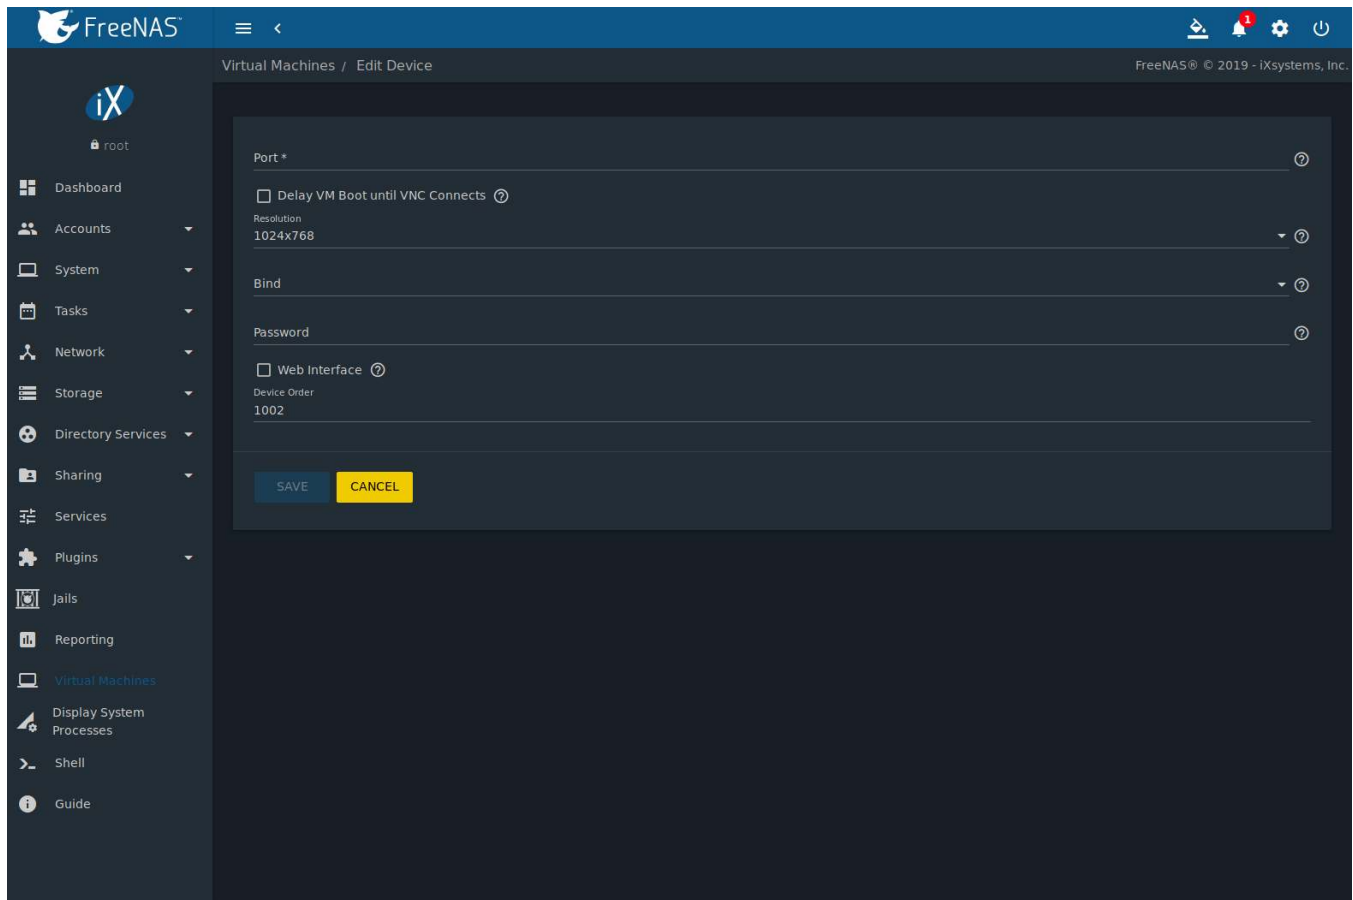 FreeNAS
1
Virtual Machines / Edit Device
FreeNAS® © 2019 - iXsystems, Inc.
iX
root
Dashboard
Accounts
System
Tasks
Network
Storage
Directory Services
Sharing
Services
Plugins
Jails
Reporting
Virtual Machines
Display System
Processes
Shell
Guide
Port *
Delay VM Boot until VNC Connects
Resolution
1024x768
Bind
Password
Web Interface
Device Order
1002
SAVE CANCEL